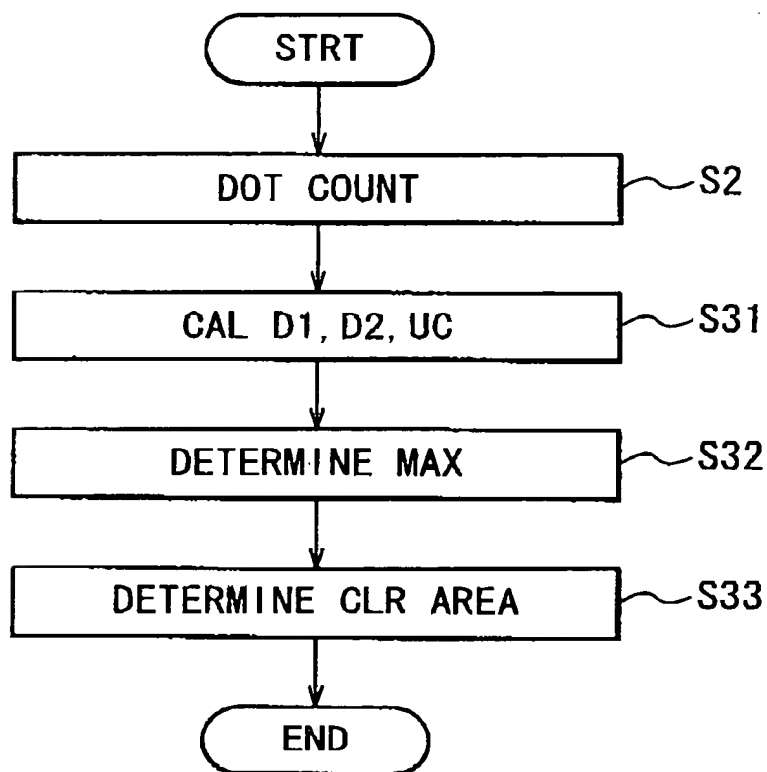 STRT
DOT COUNT S2
CAL D1, D2, UC S31
DETERMINE MAX S32
DETERMINE CLR AREA S33
END